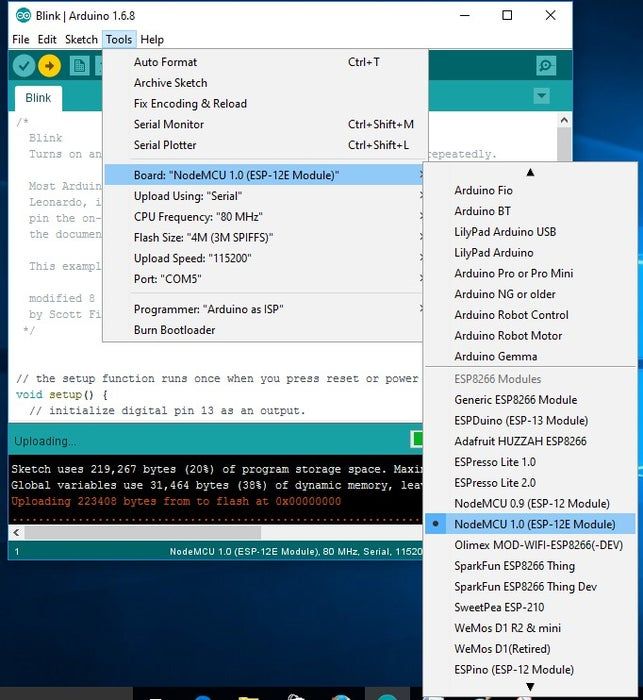 Blink | Arduino 1.6.8
File Edit Sketch Tools Help
Blink
/*
Blink
Turns on an
repeatedly.
Most Arduin
Leonardo, i
pin the on-
the documen
This exampl
modified 8
by Scott Fi
*/
// the setup function runs once when you press reset or power
void setup() {
// initialize digital pin 13 as an output.
Auto Format Ctrl+T
Archive Sketch
Fix Encoding & Reload
Serial Monitor Ctrl+Shift+M
Serial Plotter Ctrl+Shift+L
Board: "NodeMCU 1.0 (ESP-12E Module)"
Upload Using: "Serial"
CPU Frequency: "80 MHz"
Flash Size: "4M (3M SPIFFS)"
Upload Speed: "115200"
Port: "COM5"
Programmer: "Arduino as ISP"
Burn Bootloader
Arduino Fio
Arduino BT
LilyPad Arduino USB
LilyPad Arduino
Arduino Pro or Pro Mini
Arduino NG or older
Arduino Robot Control
Arduino Robot Motor
Arduino Gemma
ESP8266 Modules
Generic ESP8266 Module
ESPDuino (ESP-13 Module)
Adafruit HUZZAH ESP8266
ESPresso Lite 1.0
ESPresso Lite 2.0
NodeMCU 0.9 (ESP-12 Module)
NodeMCU 1.0 (ESP-12E Module)
Olimex MOD-WIFI-ESP8266(-DEV)
SparkFun ESP8266 Thing
SparkFun ESP8266 Thing Dev
SweetPea ESP-210
WeMos D1 R2 & mini
WeMos D1(Retired)
ESPino (ESP-12 Module)
Uploading...
Sketch uses 219,267 bytes (20%) of program storage space. Maxi
Global variables use 31,464 bytes (38%) of dynamic memory, lea
Uploading 223408 bytes from to flash at 0x00000000
................................................................
1 NodeMCU 1.0 (ESP-12E Module), 80 MHz, Serial, 11520